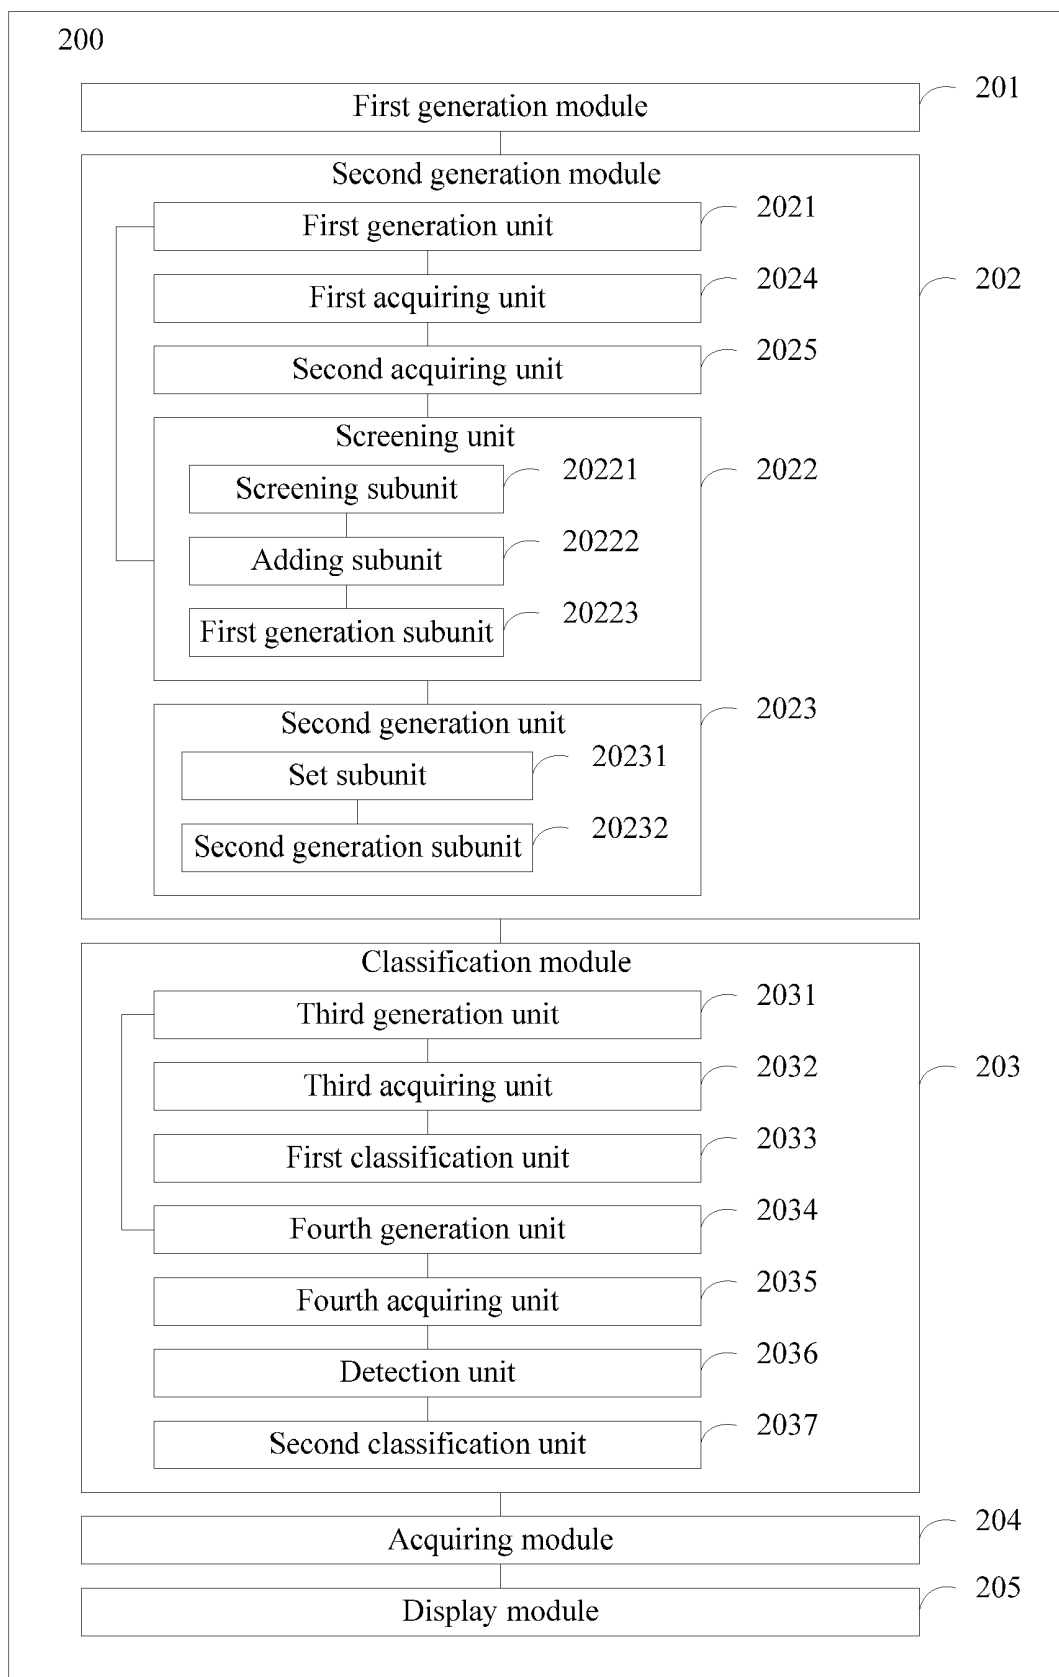 200
First generation module
201
Second generation module
202
First generation unit
2021
First acquiring unit
2024
Second acquiring unit
2025
Screening unit
2022
Screening subunit
20221
Adding subunit
20222
First generation subunit
20223
Second generation unit
2023
Set subunit
20231
Second generation subunit
20232
Classification module
203
Third generation unit
2031
Third acquiring unit
2032
First classification unit
2033
Fourth generation unit
2034
Fourth acquiring unit
2035
Detection unit
2036
Second classification unit
2037
Acquiring module
204
Display module
205